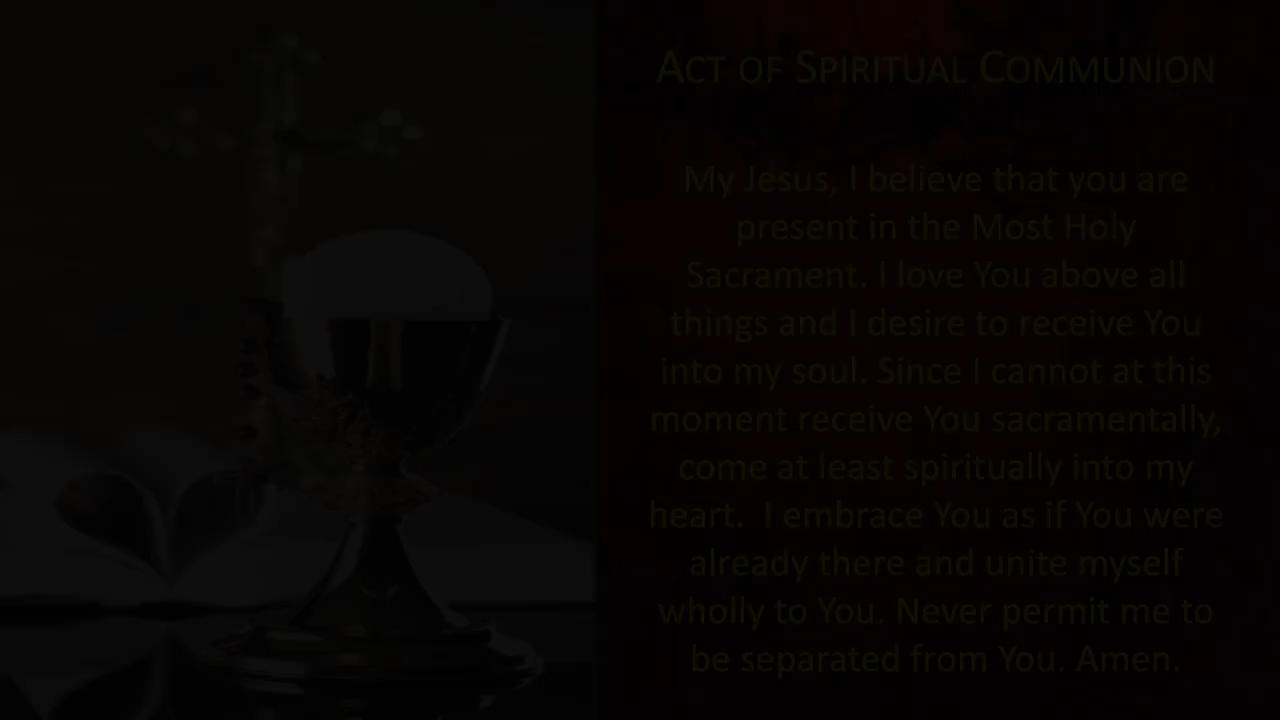 ACT OF SPIRITUAL COMMUNION
My Jesus, I believe that you are
present in the Most Holy
Sacrament. I love You above all
things and I desire to receive You
into my soul. Since I cannot at this
moment receive You sacramentally,
come at least spiritually into my
heart.  I embrace You as if You were
already there and unite myself
wholly to You. Never permit me to
be separated from You. Amen.